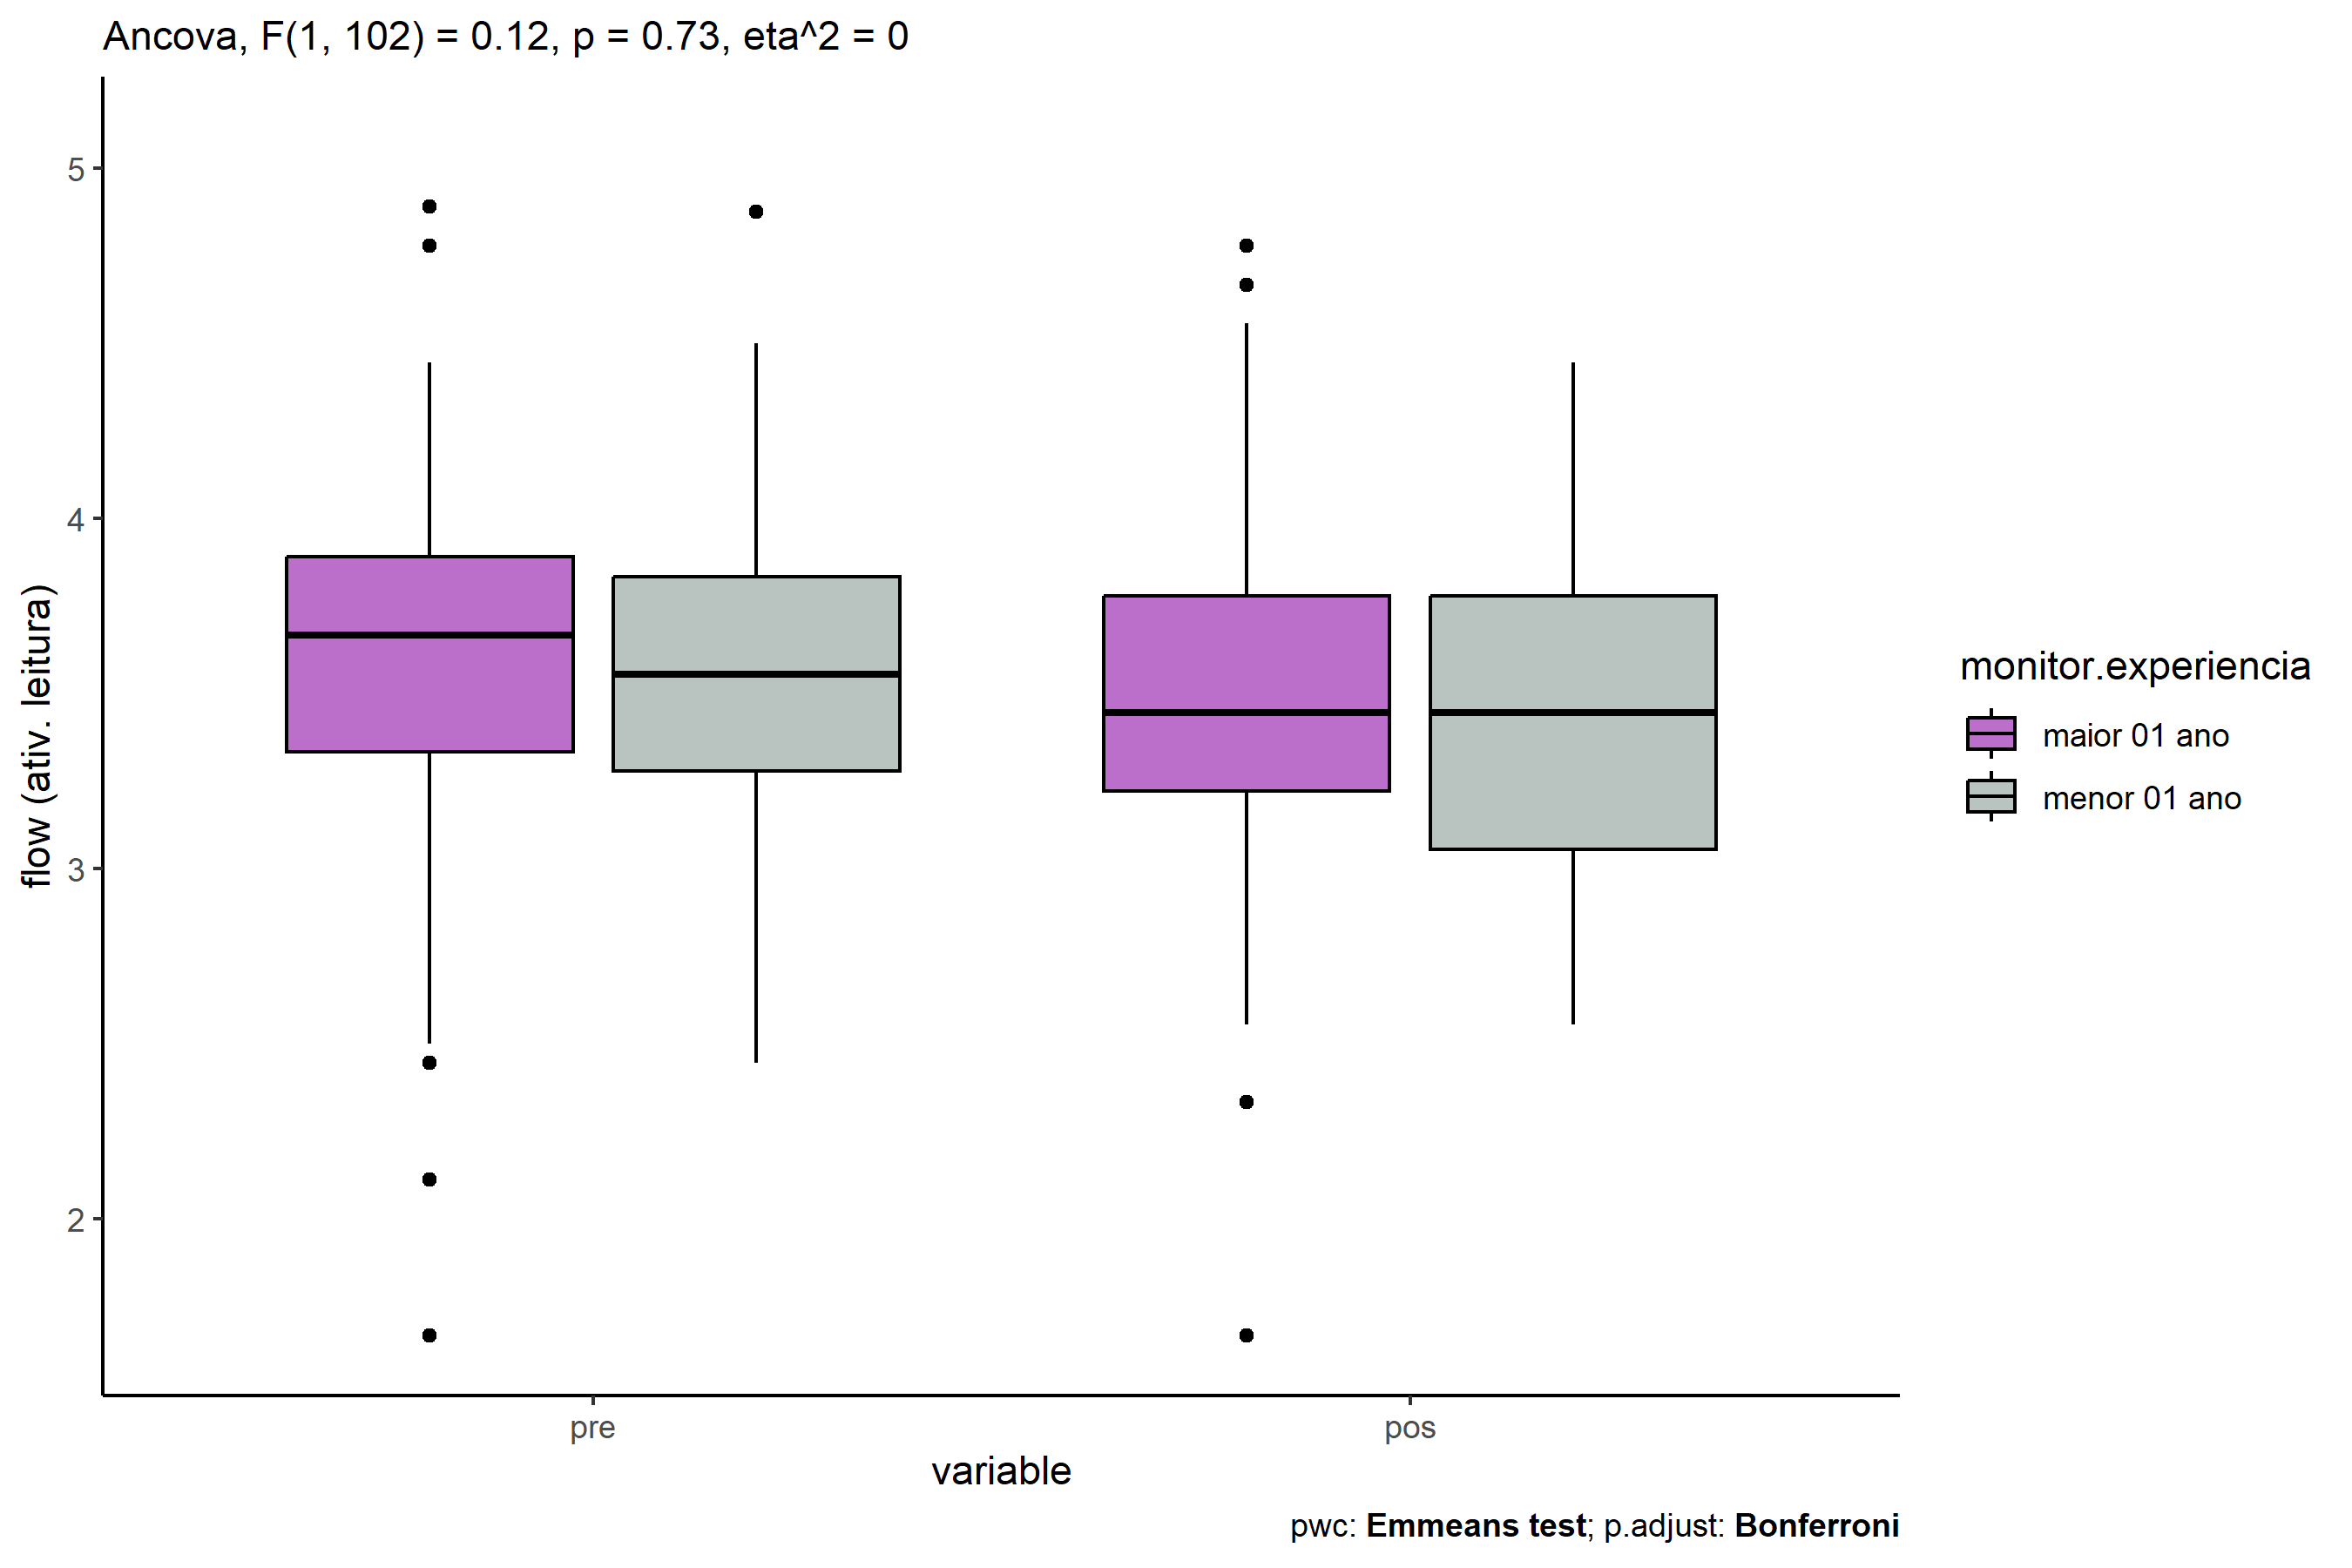 Ancova, F(1, 102) = 0.12, p = 0.73, eta^2 = 0
flow (ativ. leitura)
5
4
3
2
pre
pos
variable
monitor.experiencia
maior 01 ano
menor 01 ano
pwc: Emmeans test; p.adjust: Bonferroni